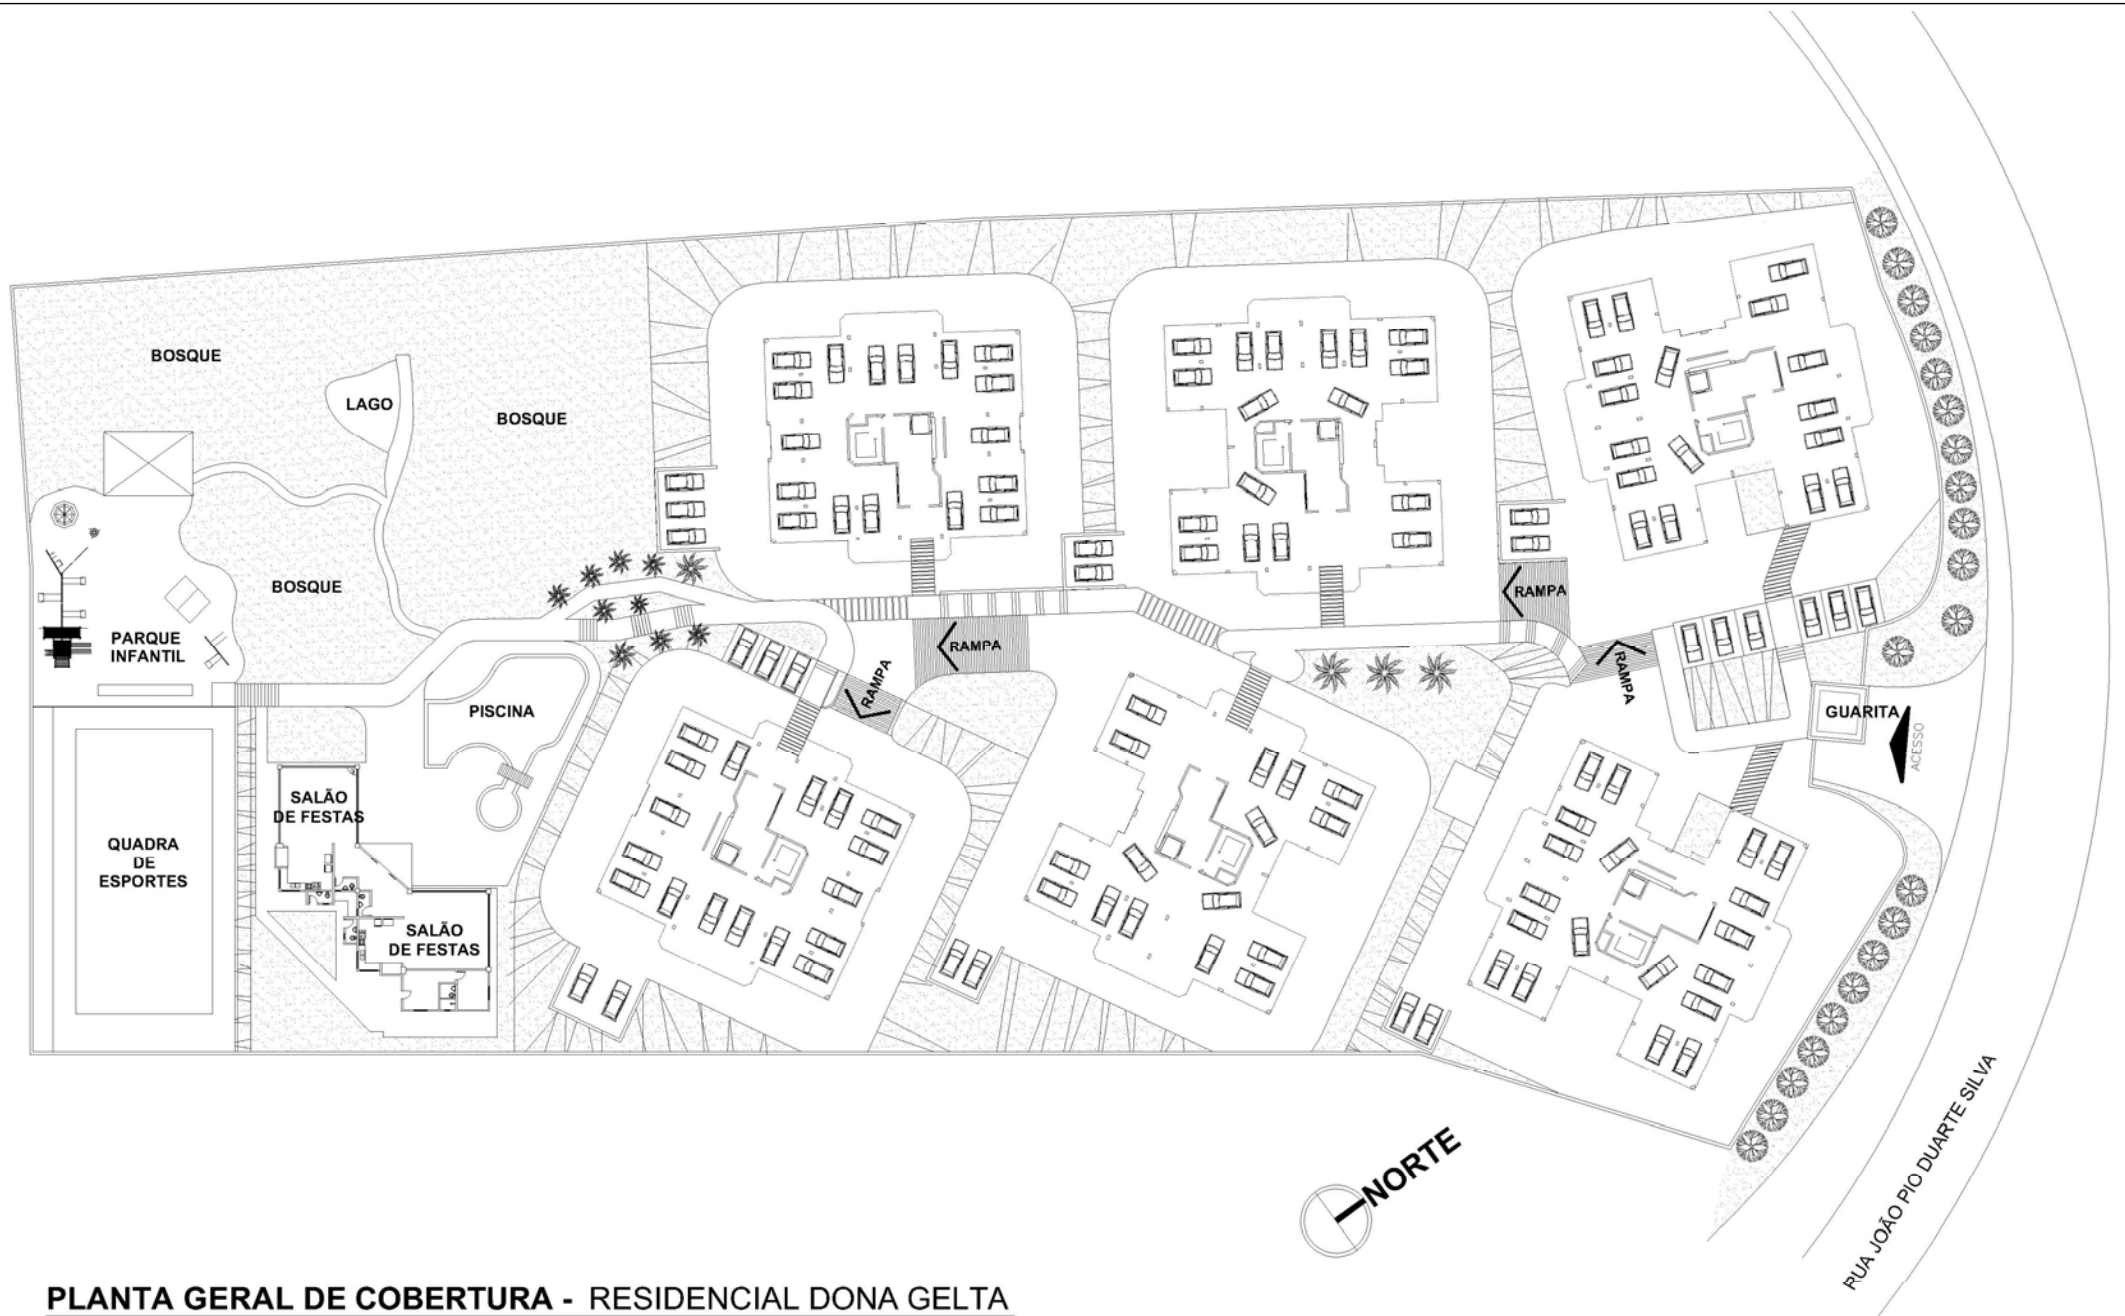 BOSQUE
LAGO
BOSQUE
BOSQUE
PARQUE
INFANTIL
RAMPA
RAMPA
RAMPA
RAMPA
PISCINA
GUARITA
ACESSO
SALÃO
DE FESTAS
QUADRA
DE
ESPORTES
SALÃO
DE FESTAS
NORTE
RUA JOÃO PIO DUARTE SILVA
PLANTA GERAL DE COBERTURA - RESIDENCIAL DONA GELTA